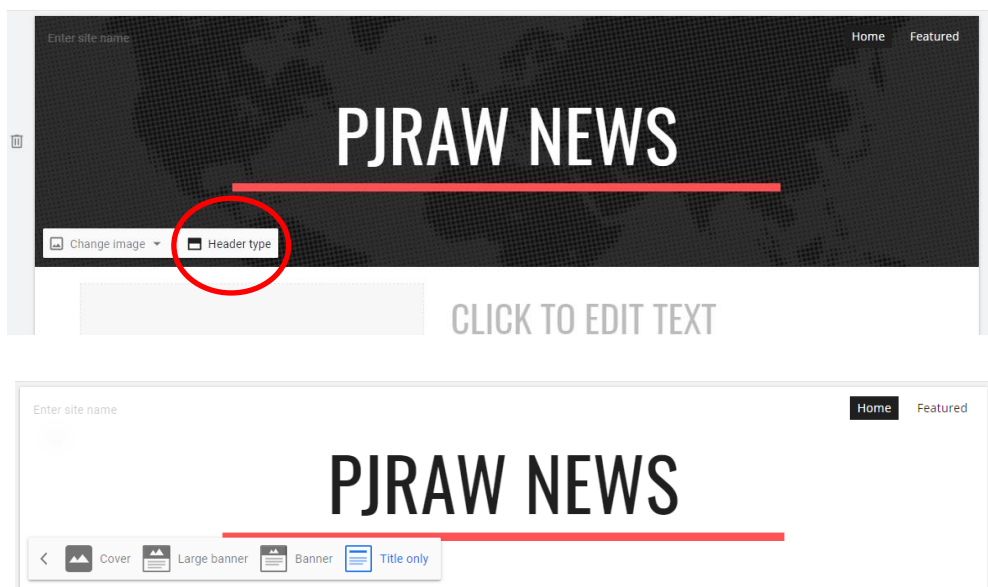 Enter site name
Home Featured
PJRAW NEWS
Change image Header type
CLICK TO EDIT TEXT
Enter site name
Home Featured
PJRAW NEWS
Cover Large banner Banner Title only